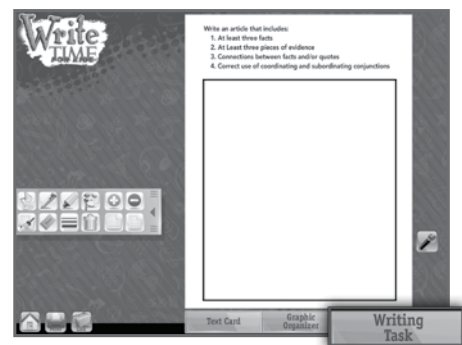 Write
TIME
FOR KIDS
Write an article that includes:
1. At least three facts
2. At Least three pieces of evidence
3. Connections between facts and/or quotes
4. Correct use of coordinating and subordinating conjunctions
Text Card
Graphic
Organizer
Writing
Task